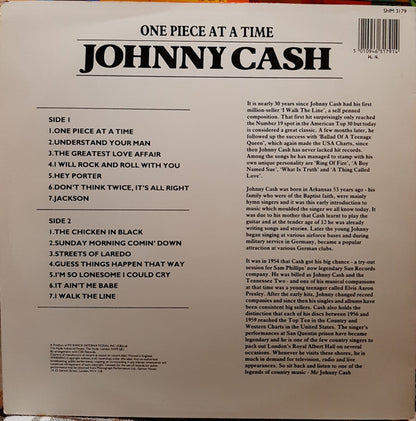 SHM 3179
ONE PIECE AT A TIME
JOHNNY CASH
5 010946 317934
SIDE 1
1.ONE PIECE AT A TIME
2.UNDERSTAND YOUR MAN
3.THE GREATEST LOVE AFFAIR
4.I WILL ROCK AND ROLL WITH YOU
5.HEY PORTER
6.DON'T THINK TWICE, IT'S ALL RIGHT
7.JACKSON
SIDE 2
1.THE CHICKEN IN BLACK
2.SUNDAY MORNING COMIN' DOWN
3.STREETS OF LAREDO
4.GUESS THINGS HAPPEN THAT WAY
5.I'M SO LONESOME I COULD CRY
6.IT AIN'T ME BABE
7.I WALK THE LINE
It is nearly 30 years since Johnny Cash had his first
million-seller 'I Walk The Line', a self penned
composition. That first hit surprisingly only reached
the Number 19 spot in the American Top 30 but today
is considered a great classic. A few months later, he
followed up the success with 'Ballad Of A Teenage
Queen', which again made the USA Charts, since
then Johnny Cash has never lacked hit records.
Among the songs he has managed to stamp with his
own unique personality are 'Ring Of Fire', 'A Boy
Named Sue', 'What is Truth' and 'A Thing Called
Love'.
Johnny Cash was born in Arkansas 53 years ago - his
family who were of the Baptist faith, were mainly
hymn singers and it was this early introduction to
music which moulded the singer we all know today. It
was due to his mother that Cash learnt to play the
guitar and at the tender age of 12 he was already
writing songs and stories. Later the young Johnny
began singing at various airforce bases and during
military service in Germany, became a popular
attraction at various German clubs.
It was in 1954 that Cash got his big chance - a try-out
session for Sam Phillips' now legendary Sun Records
company. He was billed as Johnny Cash and the
Tennessee Two - and one of his musical companions
at that time was a young teenager called Elvis Aaron
Presley. After the early hits, Johnny changed record
companies and since then his singles and albums have
been consistently big sellers. Cash also holds the
distinction that each of his discs between 1956 and
1959 reached the Top Ten in the Country and
Western Charts in the United States. The singer's
performances at San Quentin prison have became
legendary and he is one of the few country singers to
pack out London's Royal Albert Hall on several
occasions. Whenever he visits these shores, he is
much in demand for television, radio and live
appearances. So sit back and listen to one of the
legends of country music - Mr Johnny Cash